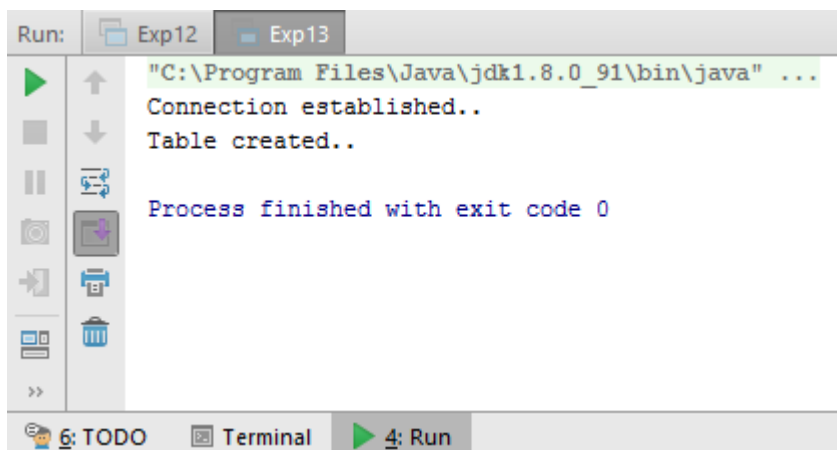 Run: Exp12 Exp13
"C:\Program Files\Java\jdk1.8.0_91\bin\java" ...
Connection established..
Table created..
Process finished with exit code 0
6: TODO Terminal 4: Run